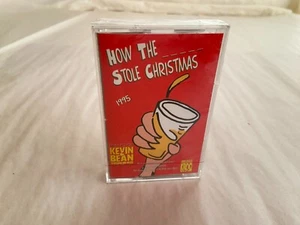 How The
Stole Christmas
1995
KEVIN
BEAN